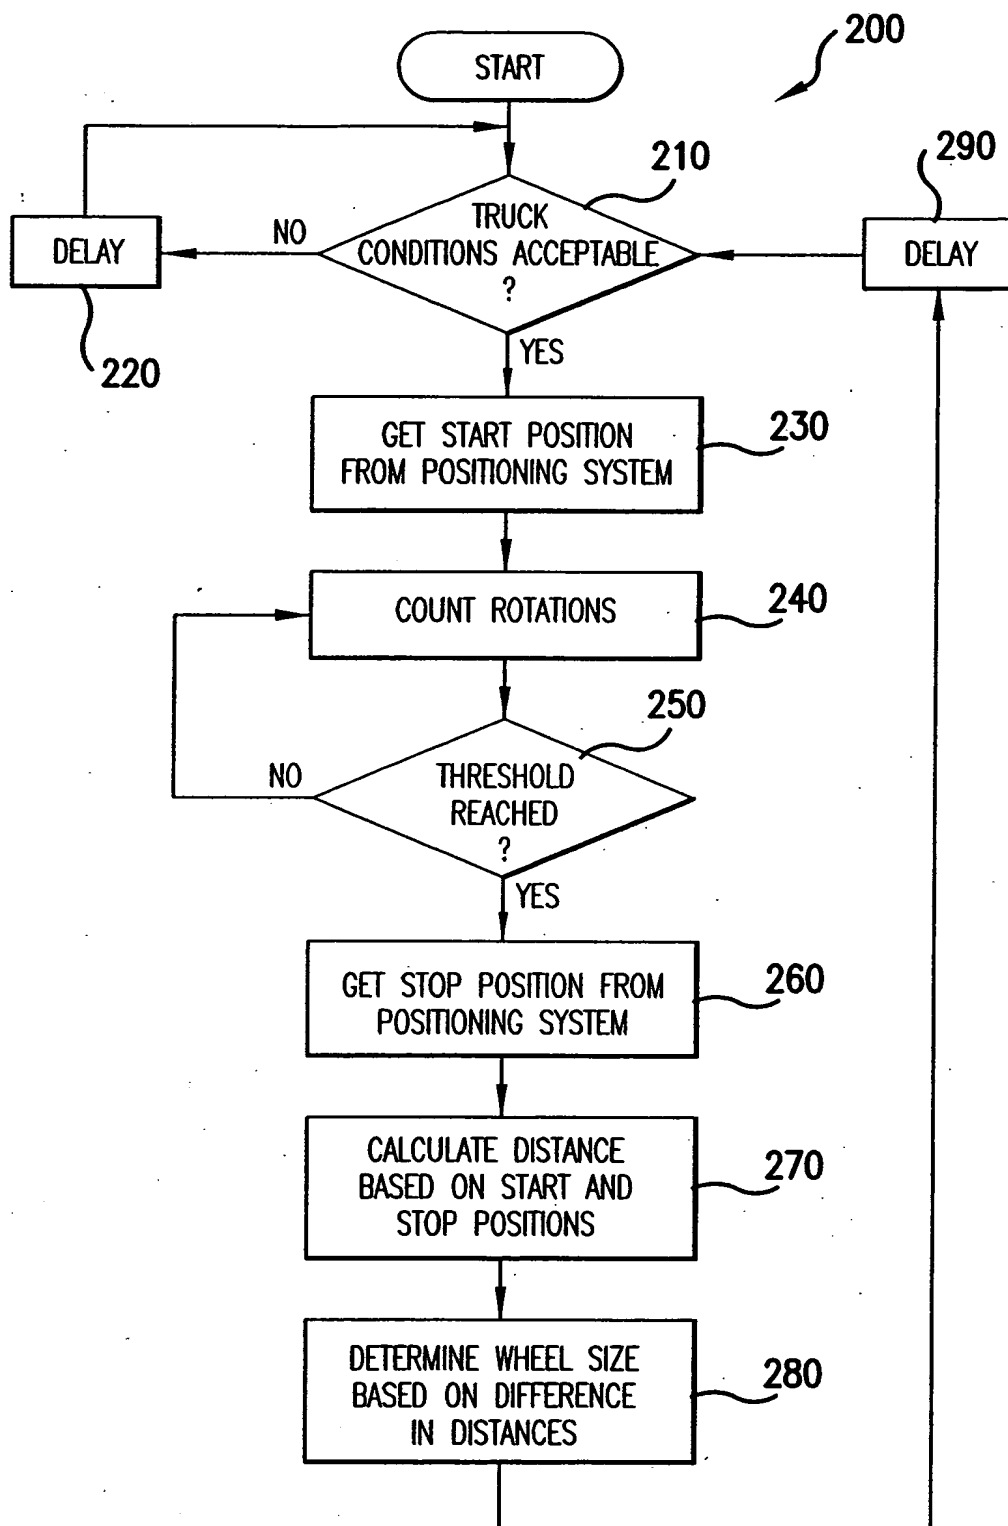 200
START
210
290
TRUCK
CONDITIONS ACCEPTABLE
?
NO
DELAY
DELAY
220
YES
GET START POSITION
FROM POSITIONING SYSTEM
230
COUNT ROTATIONS
240
250
THRESHOLD
REACHED
?
NO
YES
GET STOP POSITION FROM
POSITIONING SYSTEM
260
CALCULATE DISTANCE
BASED ON START AND
STOP POSITIONS
270
DETERMINE WHEEL SIZE
BASED ON DIFFERENCE
IN DISTANCES
280